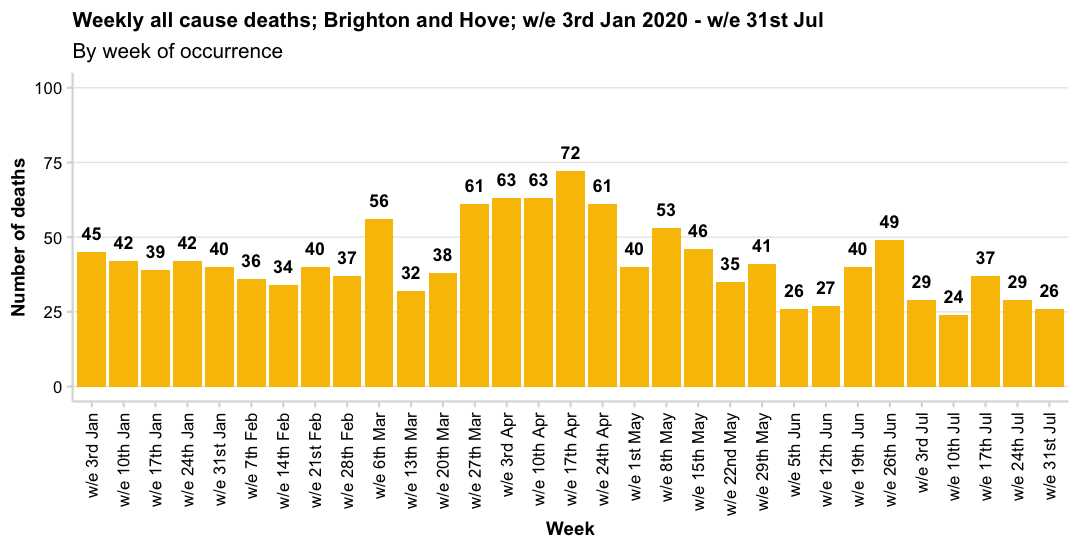 Weekly all cause deaths; Brighton and Hove; w/e 3rd Jan 2020 - w/e 31st Jul
By week of occurrence
Number of deaths
100
75
50
25
0
45
42
39
42
40
36
34
40
37
56
32
38
61
63
63
72
61
40
53
46
35
41
26
27
40
49
29
24
37
29
26
w/e 3rd Jan
w/e 10th Jan
w/e 17th Jan
w/e 24th Jan
w/e 31st Jan
w/e 7th Feb
w/e 14th Feb
w/e 21st Feb
w/e 28th Feb
w/e 6th Mar
w/e 13th Mar
w/e 20th Mar
w/e 27th Mar
w/e 3rd Apr
w/e 10th Apr
w/e 17th Apr
w/e 24th Apr
w/e 1st May
w/e 8th May
w/e 15th May
w/e 22nd May
w/e 29th May
w/e 5th Jun
w/e 12th Jun
w/e 19th Jun
w/e 26th Jun
w/e 3rd Jul
w/e 10th Jul
w/e 17th Jul
w/e 24th Jul
w/e 31st Jul
Week